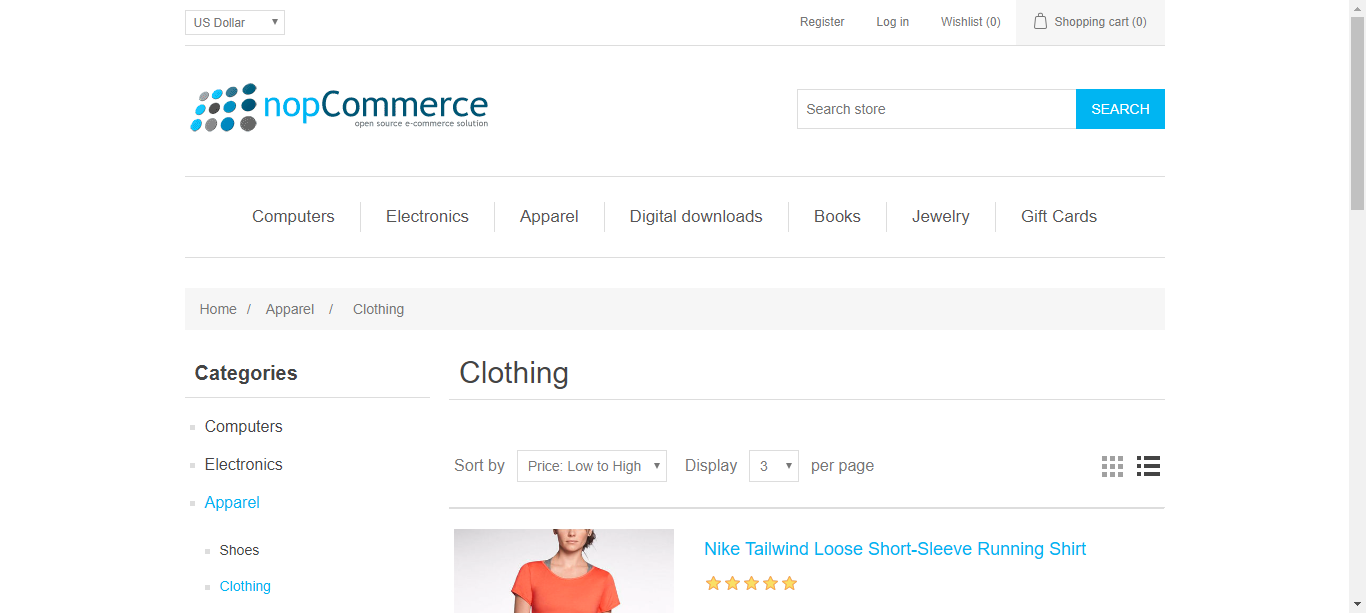 US Dollar
Register
Log in
Wishlist (0)
Shopping cart (0)
nopCommerce
open source e-commerce solution
Search store
SEARCH
Computers
Electronics
Apparel
Digital downloads
Books
Jewelry
Gift Cards
Home / Apparel / Clothing
Categories
Computers
Electronics
Apparel
Shoes
Clothing
Clothing
Sort by Price: Low to High Display 3 per page
Nike Tailwind Loose Short-Sleeve Running Shirt